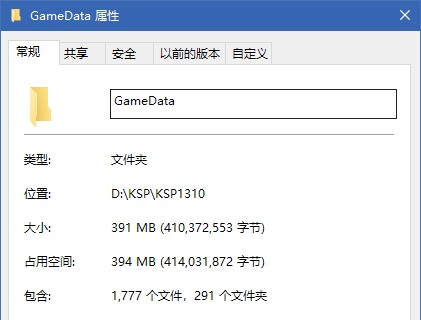 GameData 属性
常规 共享 安全 以前的版本 自定义
GameData
类型: 文件夹
位置: D:\KSP\KSP1310
大小: 391 MB (410,372,553 字节)
占用空间: 394 MB (414,031,872 字节)
包含: 1,777 个文件，291 个文件夹